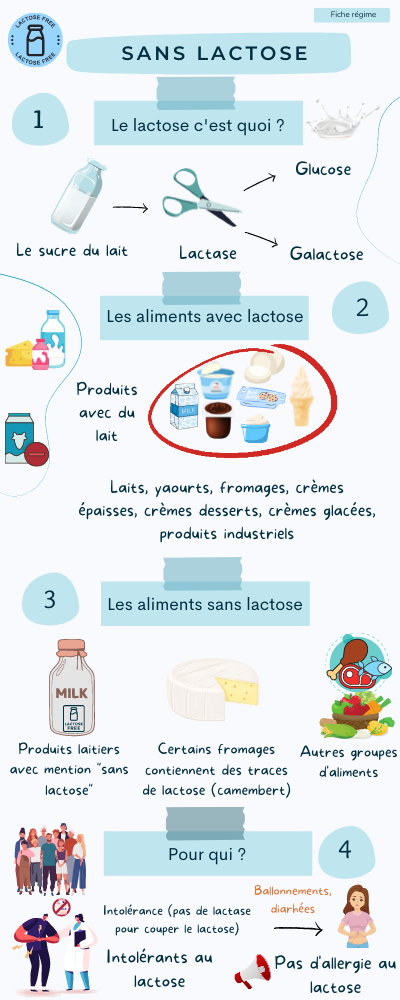 Fiche régime
LACTOSE FREE
LACTOSE FREE
SANS LACTOSE
1
Le lactose c'est quoi ?
Glucose
Le sucre du lait
Lactase
Galactose
2
Les aliments avec lactose
Produits
avec du
lait
MILK
Laits, yaourts, fromages, crèmes
épaisses, crèmes desserts, crèmes glacées,
produits industriels
3
Les aliments sans lactose
MILK
LACTOSE
FREE
Produits laitiers
avec mention "sans
lactose"
Certains fromages
contiennent des traces
de lactose (camembert)
Autres groupes
d'aliments
Pour qui ?
4
Ballonnements,
diarhées
Intolérance (pas de lactase
pour couper le lactose)
Intolérants au
lactose
Pas d'allergie au
lactose